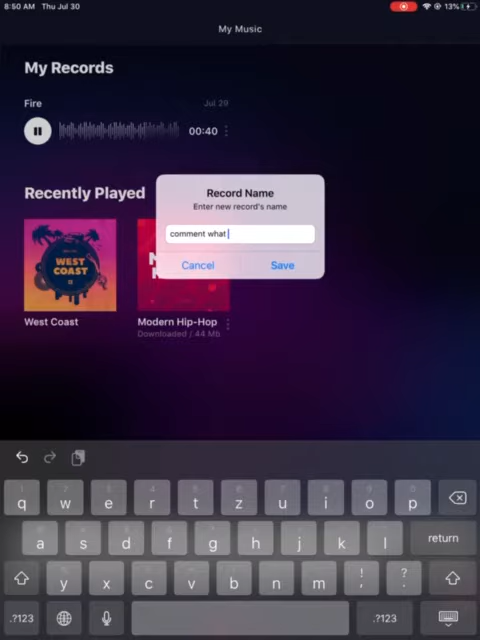 8:50 AM Thu Jul 30
13%
My Music
My Records
Fire
Jul 29
00:40
Recently Played
WEST
COAST
West Coast
Modern Hip-Hop
Downloaded / 44 Mb
Record Name
Enter new record's name
comment what
Cancel
Save
q w e r t z u i o p
a s d f g h j k l return
y x c v b n m ! ?
, .
.?123 .?123